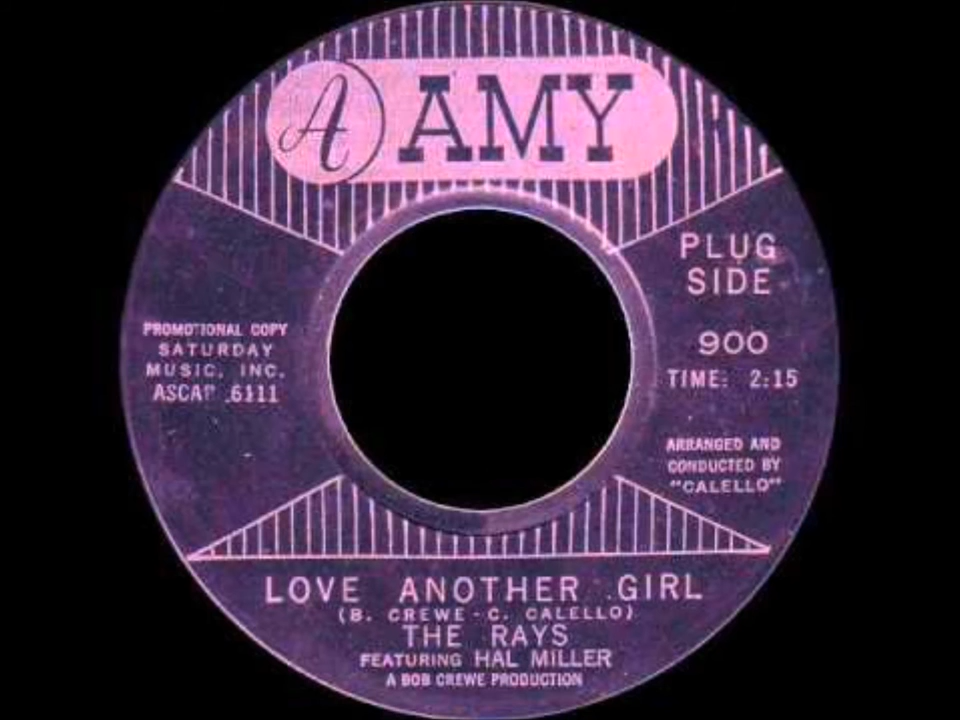 A AMY
PLUG
SIDE
900
TIME: 2:15
PROMOTIONAL COPY
SATURDAY
MUSIC, INC.
ASCAP 6111
ARRANGED AND
CONDUCTED BY
"CALELLO"
LOVE ANOTHER GIRL
(B. CREWE - C. CALELLO)
THE RAYS
FEATURING HAL MILLER
A BOB CREWE PRODUCTION